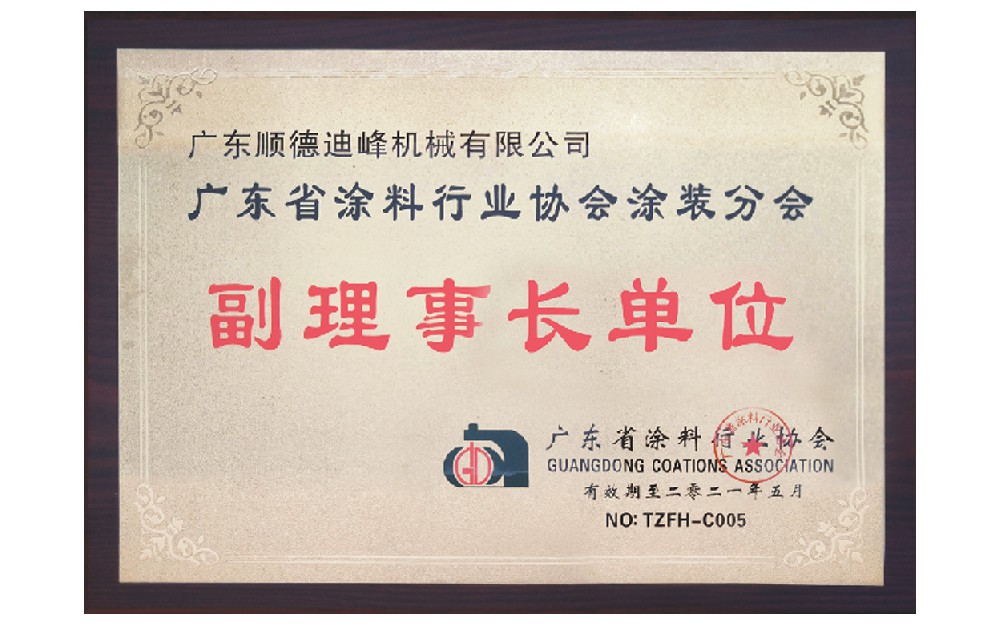 广东顺德迪峰机械有限公司
广东省涂料行业协会涂装分会
副理事长单位
广东省涂料行业协会
GUANGDONG COATIONS ASSOCIATION
有效期至二零二一年五月
NO: TZFH-C005